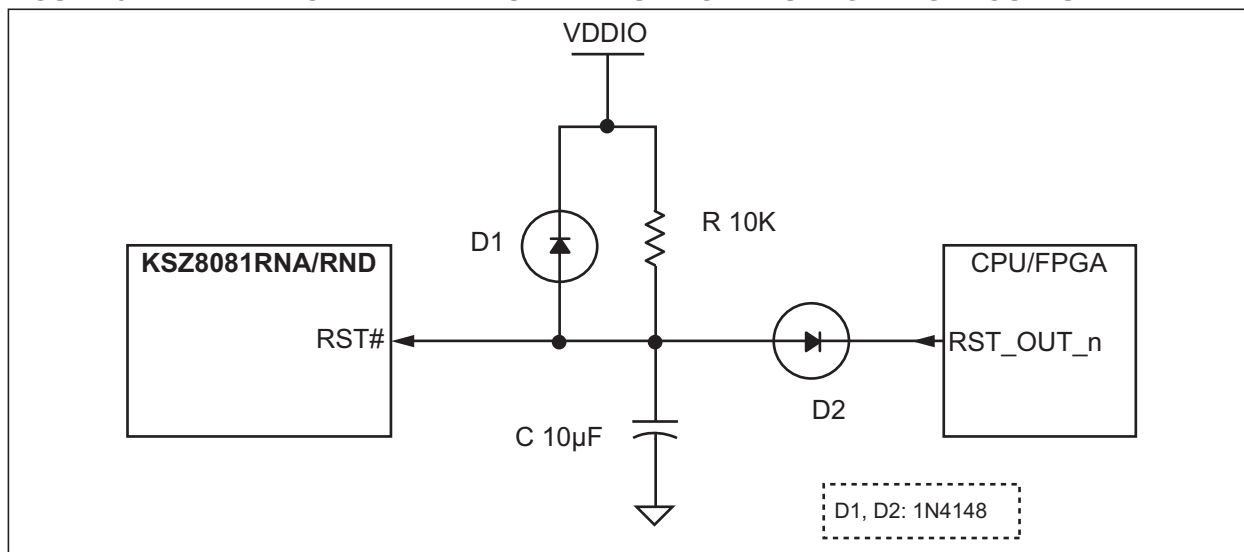 VDDIO
D1
R 10K
KSZ8081RNA/RND
CPU/FPGA
RST#
RST_OUT_n
D2
C 10µF
D1, D2: 1N4148